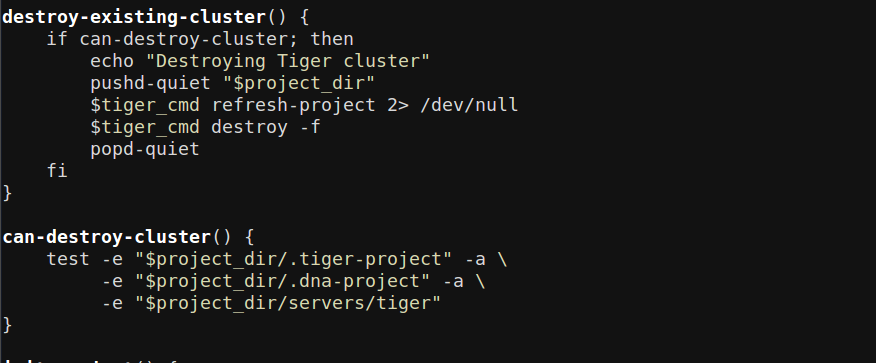 destroy-existing-cluster() {
    if can-destroy-cluster; then
        echo "Destroying Tiger cluster"
        pushd-quiet "$project_dir"
        $tiger_cmd refresh-project 2> /dev/null
        $tiger_cmd destroy -f
        popd-quiet
    fi
}

can-destroy-cluster() {
    test -e "$project_dir/.tiger-project" -a \
         -e "$project_dir/.dna-project" -a \
         -e "$project_dir/servers/tiger"
}